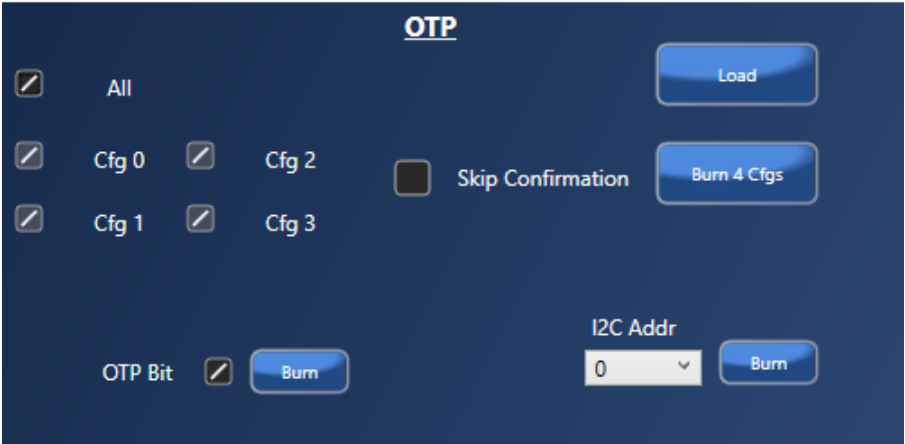 OTP
All
Load
Cfg 0
Cfg 2
Skip Confirmation
Burn 4 Cfgs
Cfg 1
Cfg 3
I2C Addr
OTP Bit
Burn
0
Burn